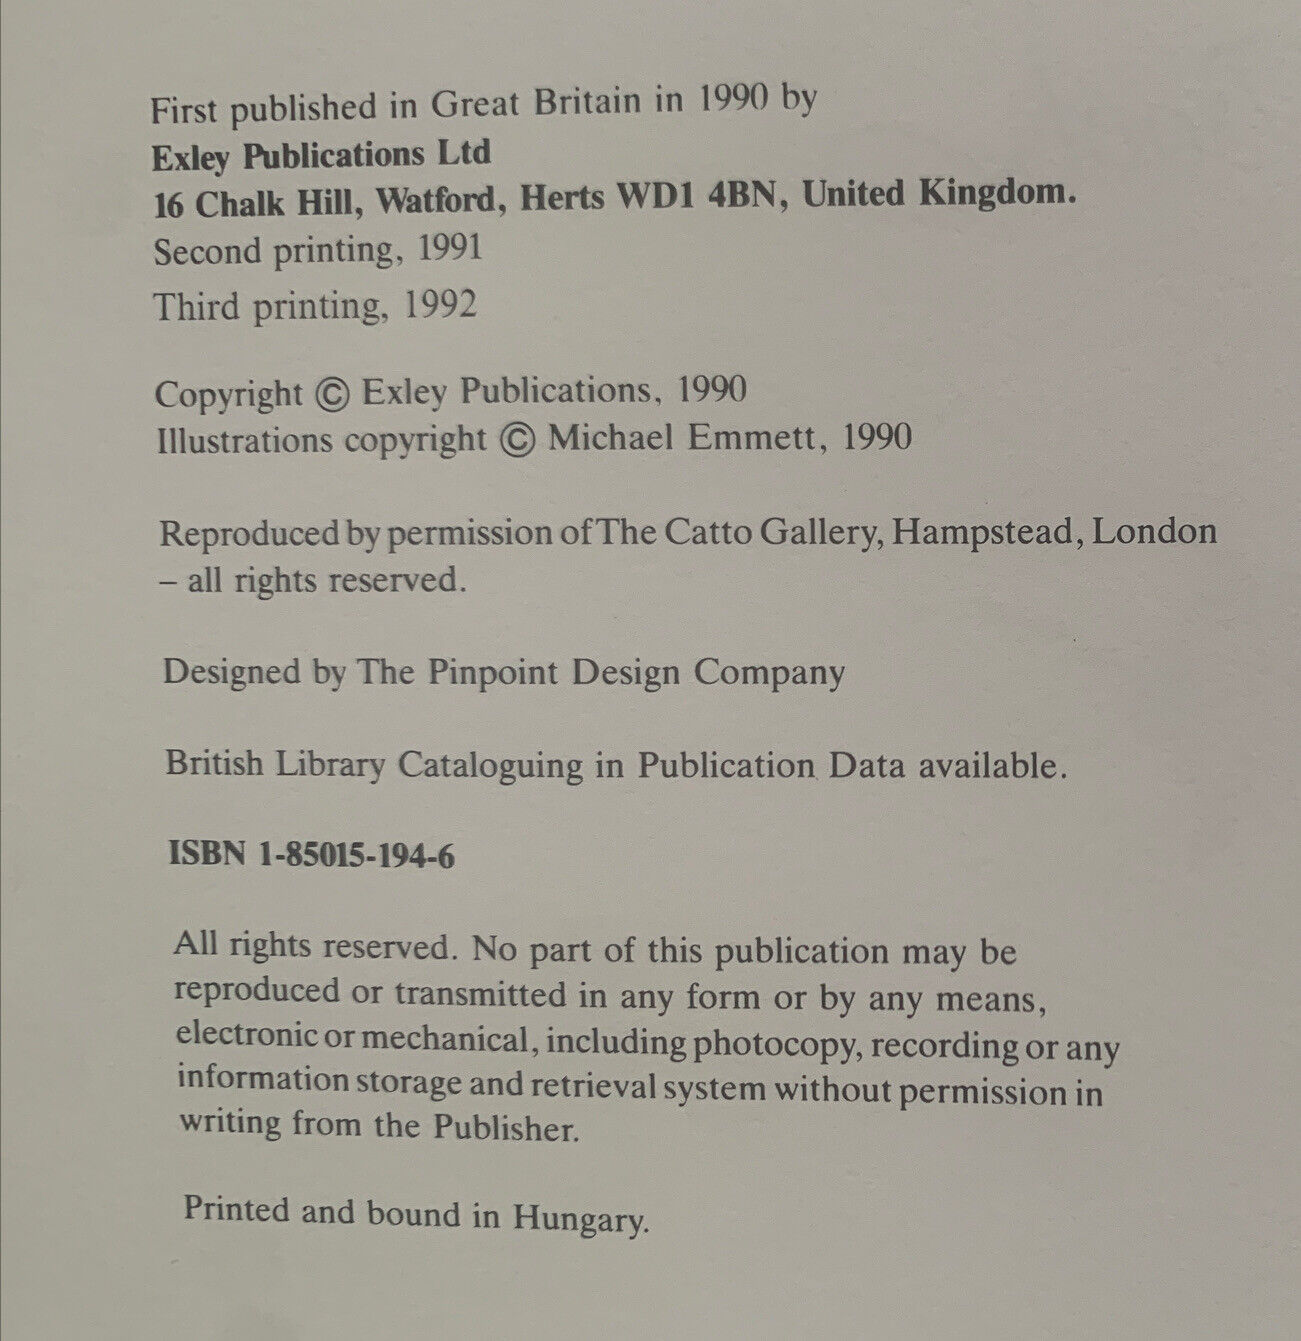 First published in Great Britain in 1990 by
Exley Publications Ltd
16 Chalk Hill, Watford, Herts WD1 4BN, United Kingdom.
Second printing, 1991
Third printing, 1992
Copyright © Exley Publications, 1990
Illustrations copyright © Michael Emmett, 1990
Reproduced by permission of The Catto Gallery, Hampstead, London
– all rights reserved.
Designed by The Pinpoint Design Company
British Library Cataloguing in Publication Data available.
ISBN 1-85015-194-6
All rights reserved. No part of this publication may be
reproduced or transmitted in any form or by any means,
electronic or mechanical, including photocopy, recording or any
information storage and retrieval system without permission in
writing from the Publisher.
Printed and bound in Hungary.